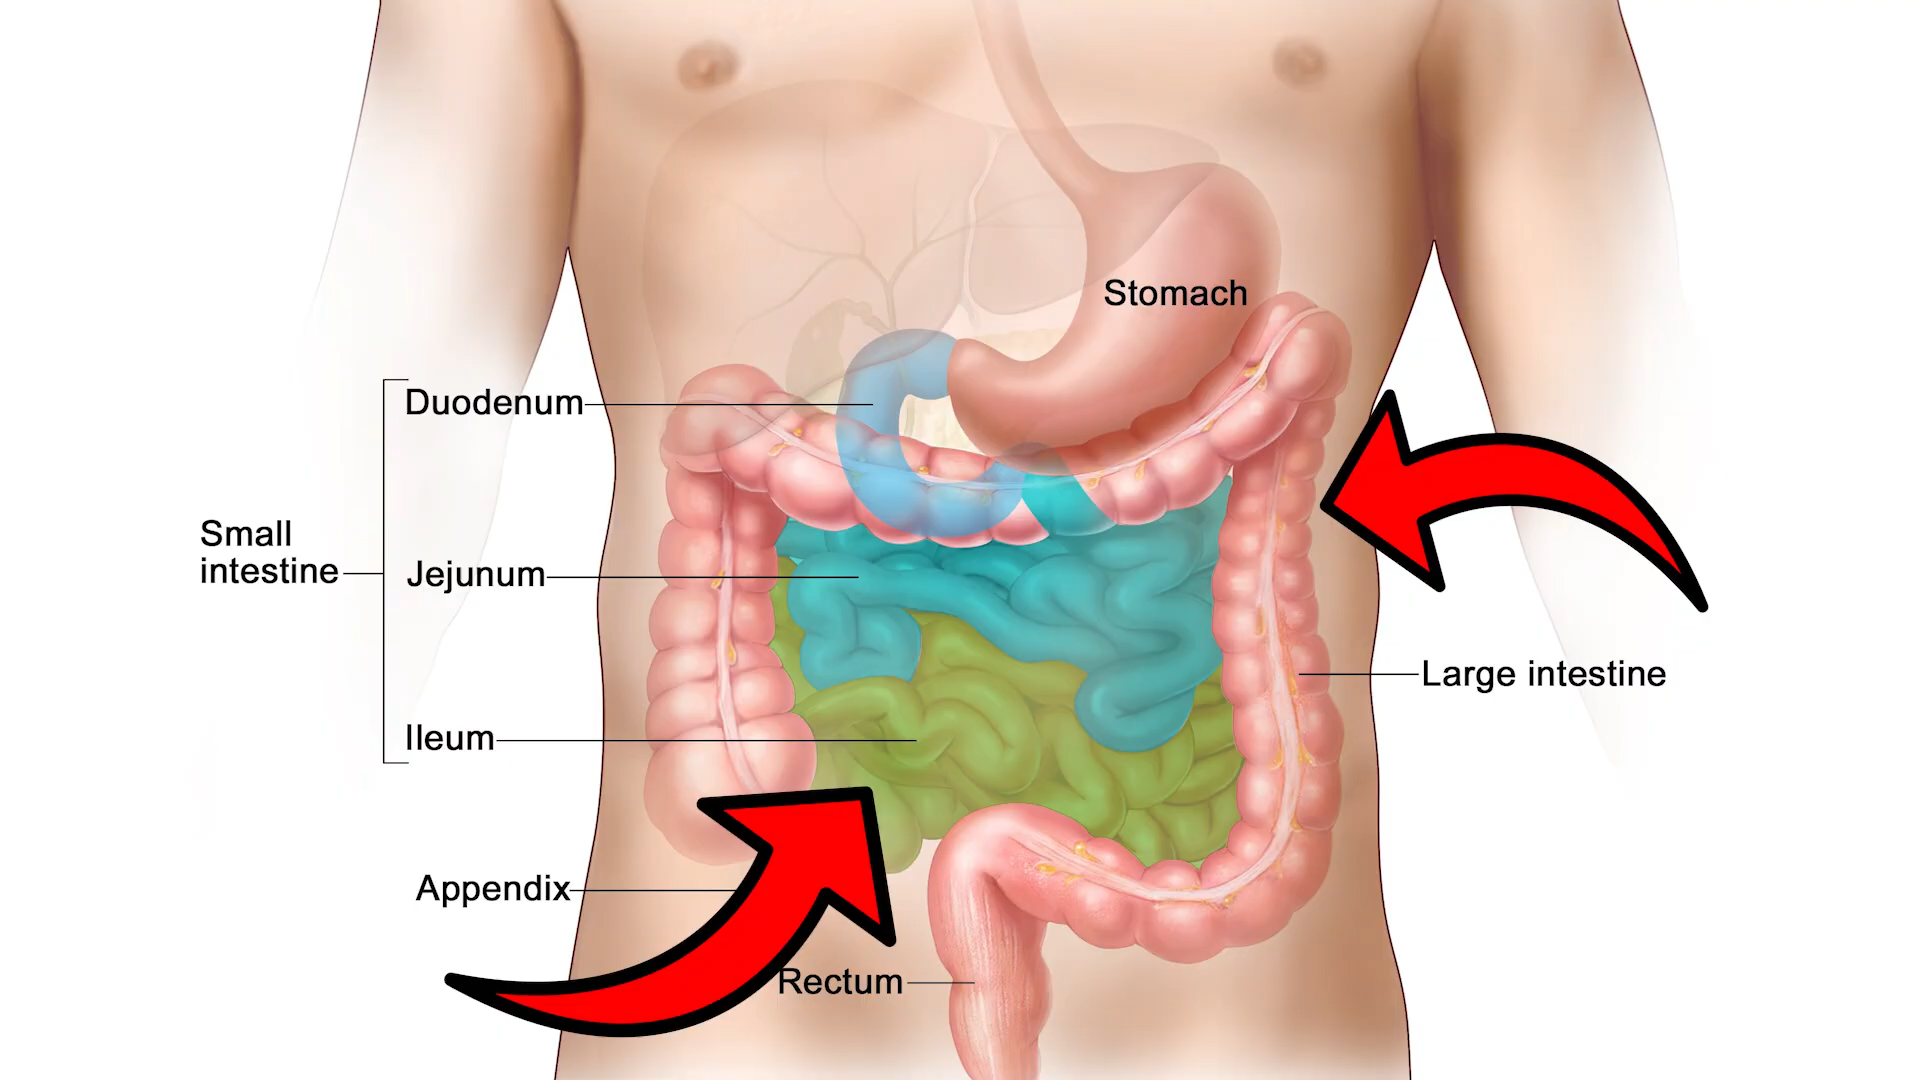 Stomach
Duodenum
Small
intestine
Jejunum
Large intestine
Ileum
Appendix
Rectum